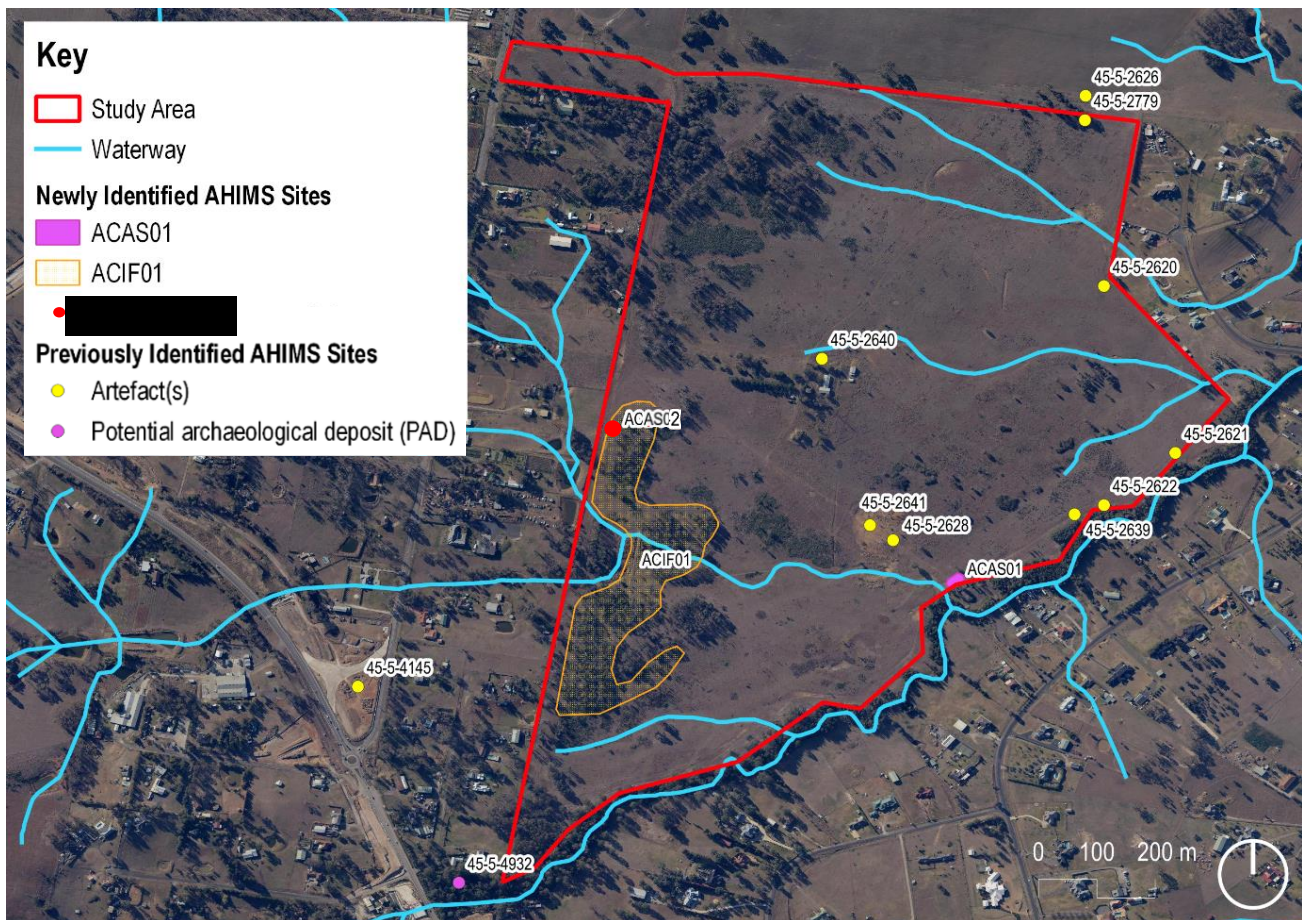 Key
Study Area
Waterway
Newly Identified AHIMS Sites
ACAS01
ACIF01
Previously Identified AHIMS Sites
Artefact(s)
Potential archaeological deposit (PAD)
45-5-2626
45-5-2779
45-5-2620
45-5-2640
ACAS02
45-5-2621
45-5-2622
45-5-2641
45-5-2628
45-5-2639
ACIF01
ACAS01
45-5-4145
45-5-4932
0 100 200 m